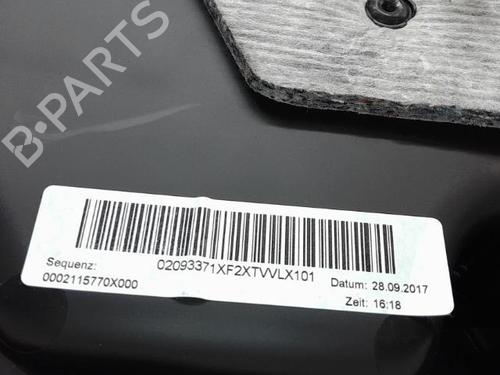 B-PARTS
02093371XF2XTVVLX101
Sequenz:
0002115770X000
Datum: 28.09.2017
Zeit: 16:18